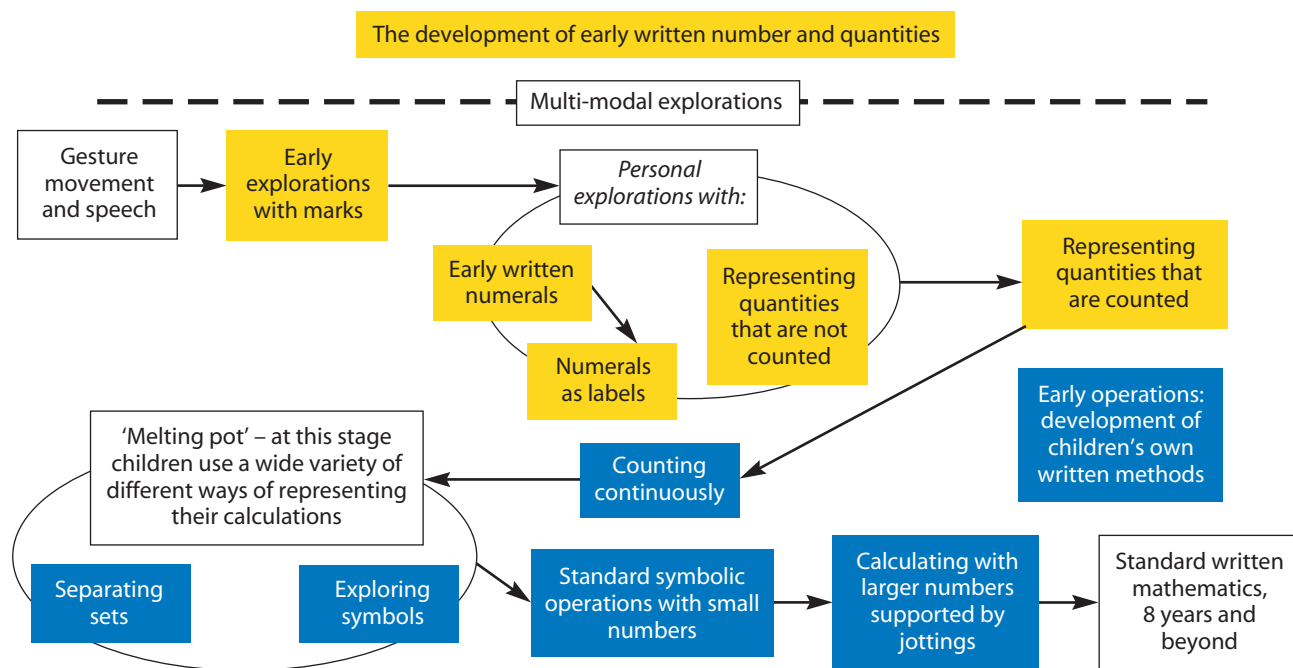 The development of early written number and quantities
Multi-modal explorations
Gesture
movement
and speech
Early
explorations
with marks
Personal
explorations with:
Early written
numerals
Numerals
as labels
Representing
quantities
that are not
counted
Representing
quantities that
are counted
Early operations:
development of
children’s own
written methods
Counting
continuously
‘Melting pot’ – at this stage
children use a wide variety of
different ways of representing
their calculations
Separating
sets
Exploring
symbols
Standard symbolic
operations with small
numbers
Calculating with
larger numbers
supported by
jottings
Standard written
mathematics,
8 years and
beyond